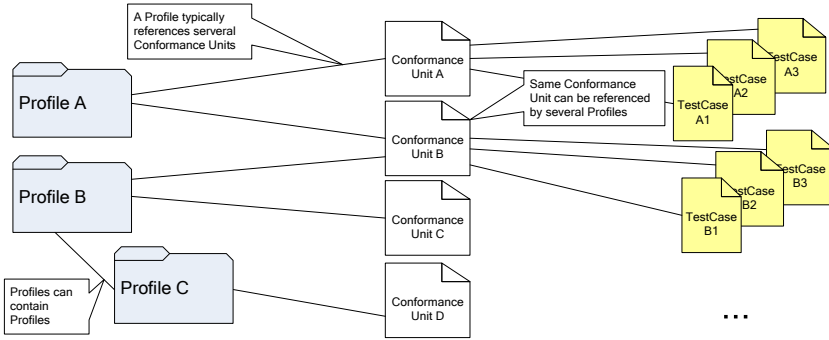 A Profile typically
references serveral
Conformance Units
Conformance
Unit A
TestCase
A3
TestCase
A2
TestCase
A1
Profile A
Same Conformance
Unit can be referenced
by several Profiles
Conformance
Unit B
TestCase
B3
TestCase
B2
TestCase
B1
Profile B
Conformance
Unit C
Profile C
Profiles can
contain
Profiles
Conformance
Unit D
...